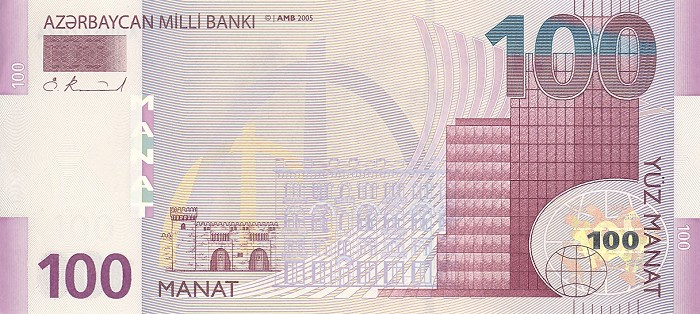 AZƏRBAYCAN MİLLİ BANKI
© | AMB 2005
100
100
MANAT
YÜZ MANAT
100
100
100
MANAT